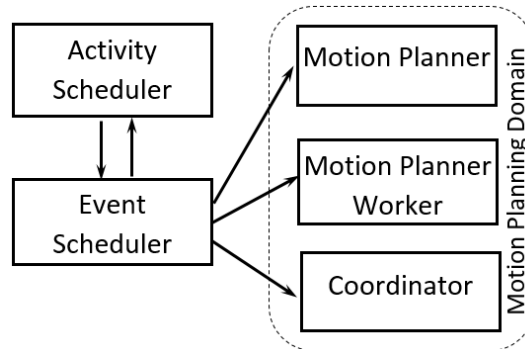 Activity
Scheduler
Event
Scheduler
Motion Planner
Motion Planner
Worker
Coordinator
Motion Planning Domain